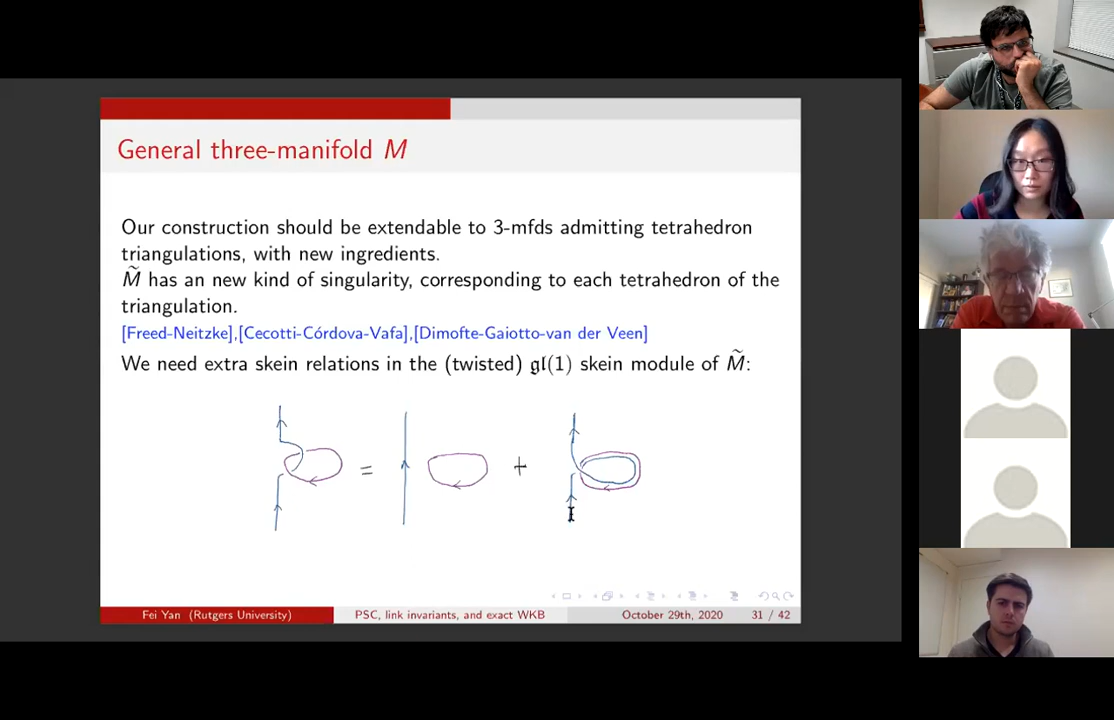 General three-manifold M
Our construction should be extendable to 3-mfds admitting tetrahedron
triangulations, with new ingredients.
M̃ has an new kind of singularity, corresponding to each tetrahedron of the
triangulation.
[Freed-Neitzke],[Cecotti-Córdova-Vafa],[Dimofte-Gaiotto-van der Veen]
We need extra skein relations in the (twisted) 𝔤𝔩(1) skein module of M̃:
= +
Fei Yan (Rutgers University) PSC, link invariants, and exact WKB October 29th, 2020 31 / 42